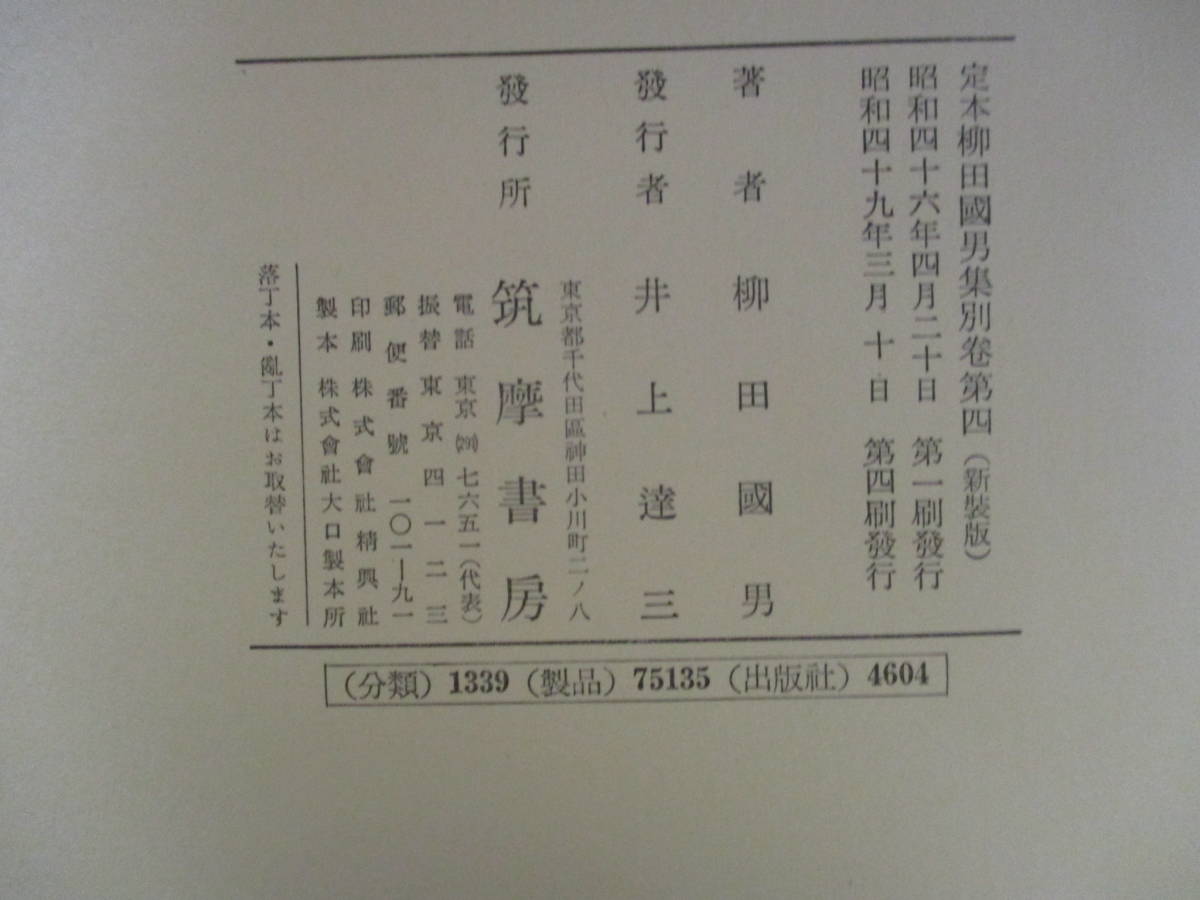 定本柳田國男集別卷第四（新裝版）
昭和四十六年四月二十日　第一刷發行
昭和四十九年三月　十日　第四刷發行
著者　柳田國男
發行者　井上達三
東京都千代田區神田小川町二ノ八
發行所　筑摩書房
電話　東京(291)七六五一（代表）
振替　東京四一二三
郵便番號　一〇一―九一
印刷　株式會社精興社
製本　株式會社大口製本所
落丁本・亂丁本はお取替いたします
（分類）1339（製品）75135（出版社）4604